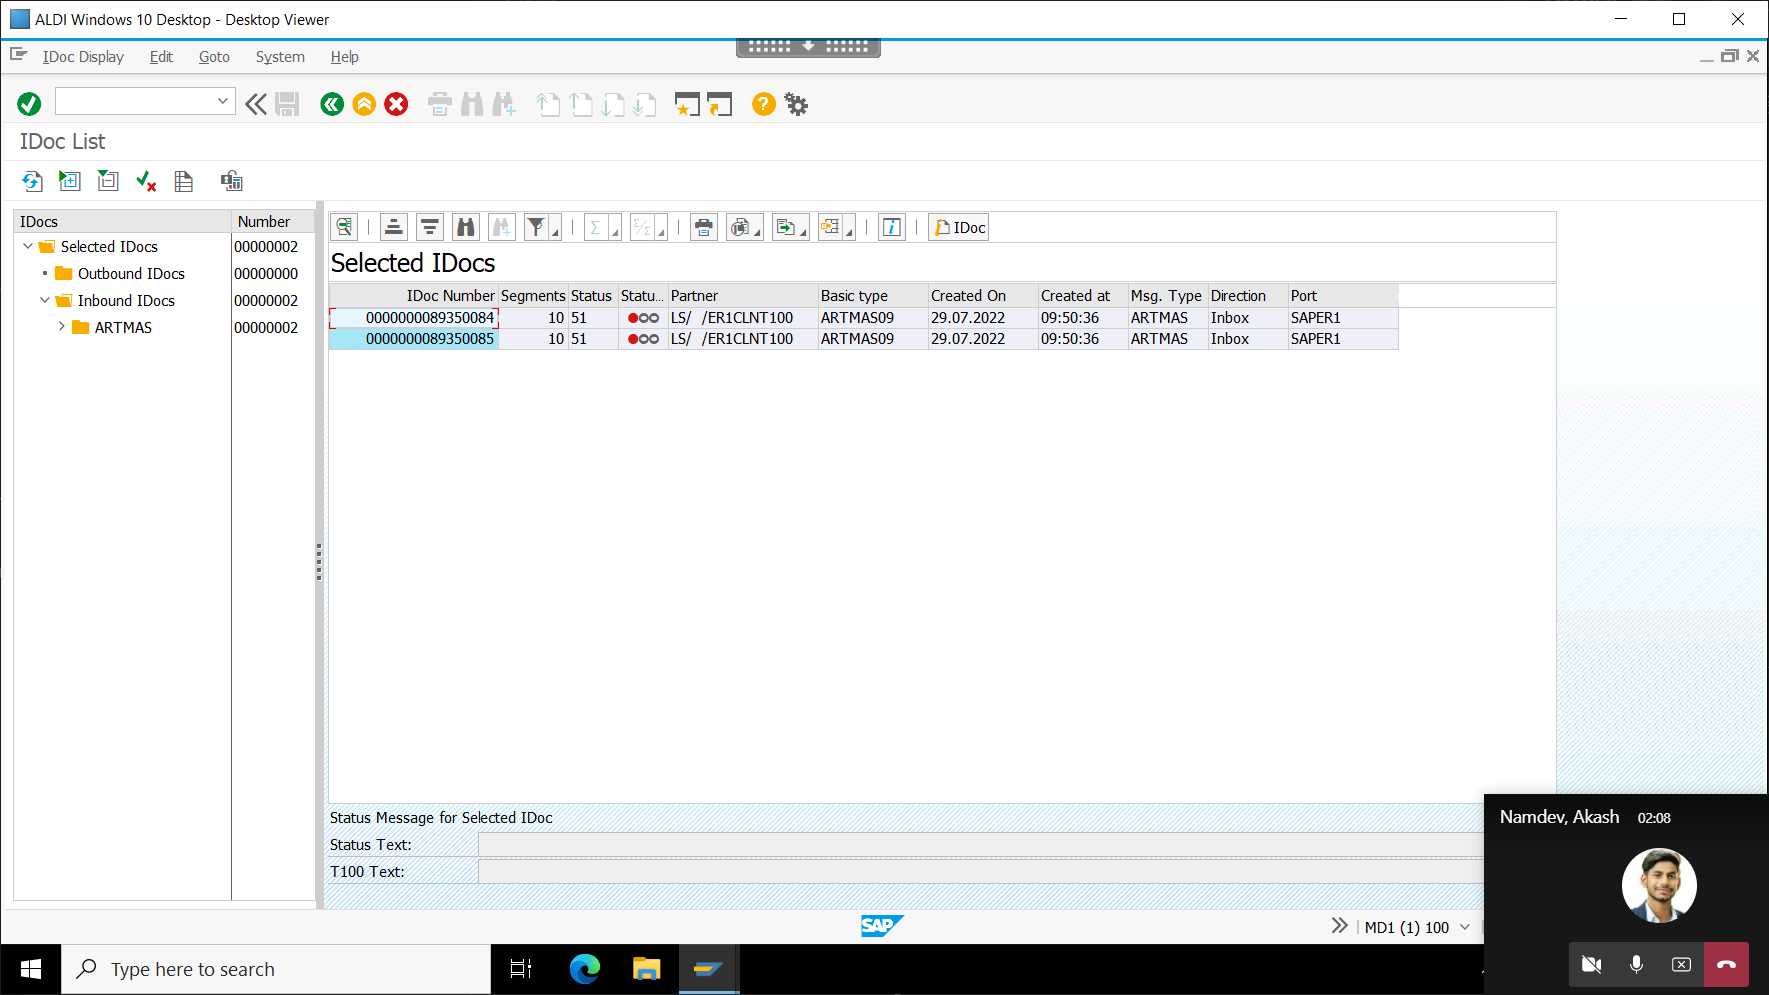 ALDI Windows 10 Desktop - Desktop Viewer
IDoc Display Edit Goto System Help
IDoc List
IDocs Number
Selected IDocs 00000002
Outbound IDocs 00000000
Inbound IDocs 00000002
ARTMAS 00000002
IDoc
Selected IDocs
IDoc Number Segments Status Statu... Partner Basic type Created On Created at Msg. Type Direction Port
0000000089350084 10 51 LS/ /ER1CLNT100 ARTMAS09 29.07.2022 09:50:36 ARTMAS Inbox SAPER1
0000000089350085 10 51 LS/ /ER1CLNT100 ARTMAS09 29.07.2022 09:50:36 ARTMAS Inbox SAPER1
Status Message for Selected IDoc
Status Text:
T100 Text:
Namdev, Akash 02:08
SAP
MD1 (1) 100
Type here to search